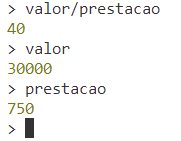 > valor/prestacao
40
> valor
30000
> prestacao
750
>